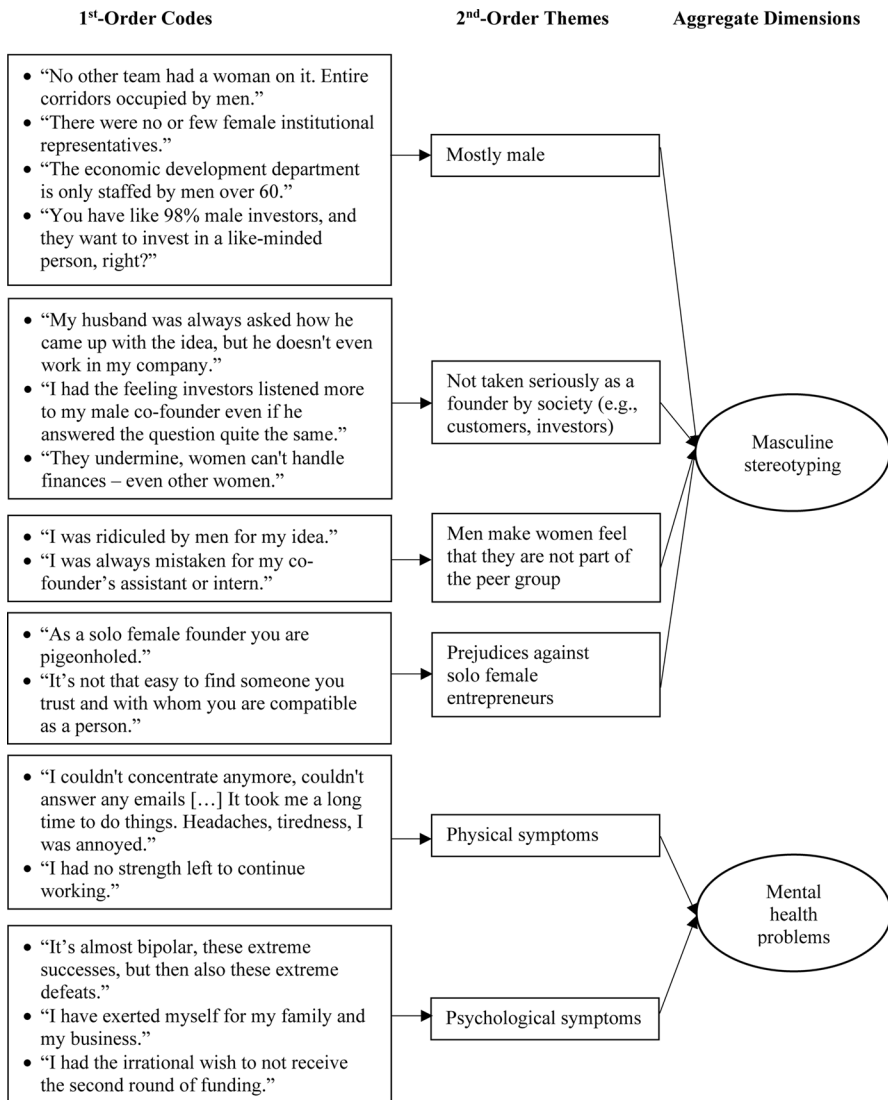 1st-Order Codes
2nd-Order Themes
Aggregate Dimensions
• “No other team had a woman on it. Entire
corridors occupied by men.”
• “There were no or few female institutional
representatives.”
• “The economic development department
is only staffed by men over 60.”
• “You have like 98% male investors, and
they want to invest in a like-minded
person, right?”
Mostly male
• “My husband was always asked how he
came up with the idea, but he doesn't even
work in my company.”
• “I had the feeling investors listened more
to my male co-founder even if he
answered the question quite the same.”
• “They undermine, women can't handle
finances – even other women.”
Not taken seriously as a
founder by society (e.g.,
customers, investors)
• “I was ridiculed by men for my idea.”
• “I was always mistaken for my co-
founder’s assistant or intern.”
Men make women feel
that they are not part of
the peer group
• “As a solo female founder you are
pigeonholed.”
• “It’s not that easy to find someone you
trust and with whom you are compatible
as a person.”
Prejudices against
solo female
entrepreneurs
Masculine
stereotyping
• “I couldn't concentrate anymore, couldn't
answer any emails […] It took me a long
time to do things. Headaches, tiredness, I
was annoyed.”
• “I had no strength left to continue
working.”
Physical symptoms
• “It’s almost bipolar, these extreme
successes, but then also these extreme
defeats.”
• “I have exerted myself for my family and
my business.”
• “I had the irrational wish to not receive
the second round of funding.”
Psychological symptoms
Mental
health
problems